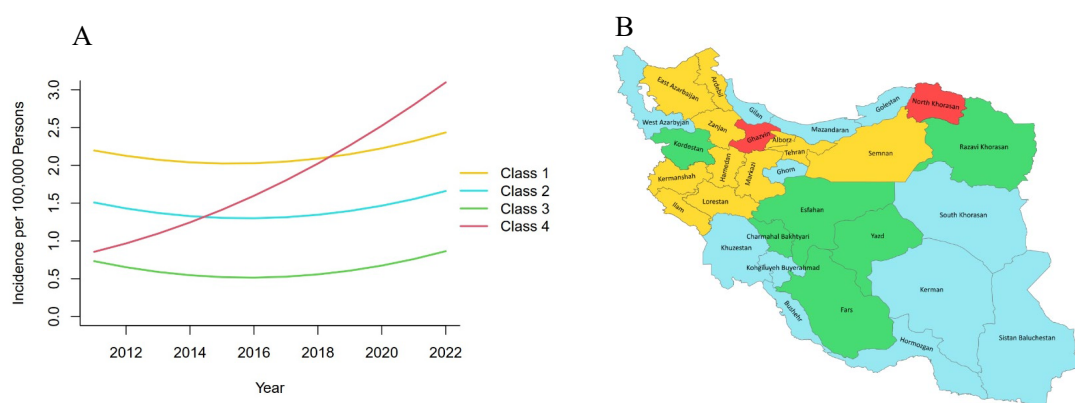 A
Incidence per 100,000 Persons
3.0
2.5
2.0
1.5
1.0
0.5
0.0
2012 2014 2016 2018 2020 2022
Year
Class 1
Class 2
Class 3
Class 4
B
East Azarbaijan
Ardebil
Gilan
Golestan
North Khorasan
West Azarbyjan
Zanjan
Ghazvin
Alborz
Mazandaran
Kordestan
Tehran
Semnan
Razavi Khorasan
Hamedan
Markazi
Ghom
Kermanshah
Ilam
Lorestan
Esfahan
South Khorasan
Khuzestan
Charmahal Bakhtyari
Yazd
Kohgiluyeh Buyerahmad
Kerman
Bushehr
Fars
Hormozgan
Sistan Baluchestan